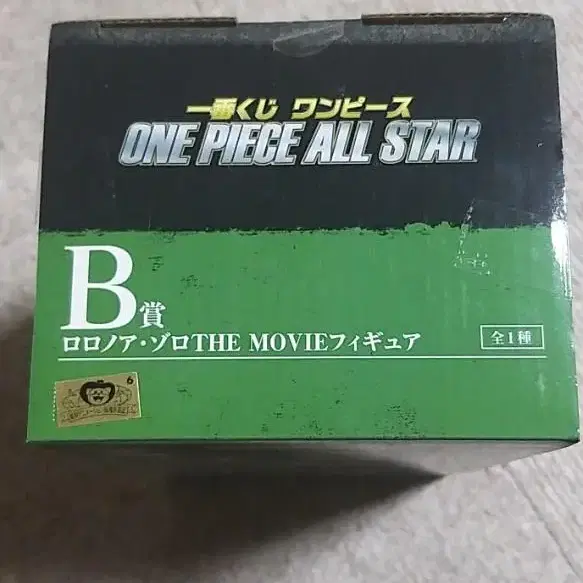 一番くじ ワンピース
ONE PIECE ALL STAR
B賞
ロロノア・ゾロTHE MOVIEフィギュア
全1種
6